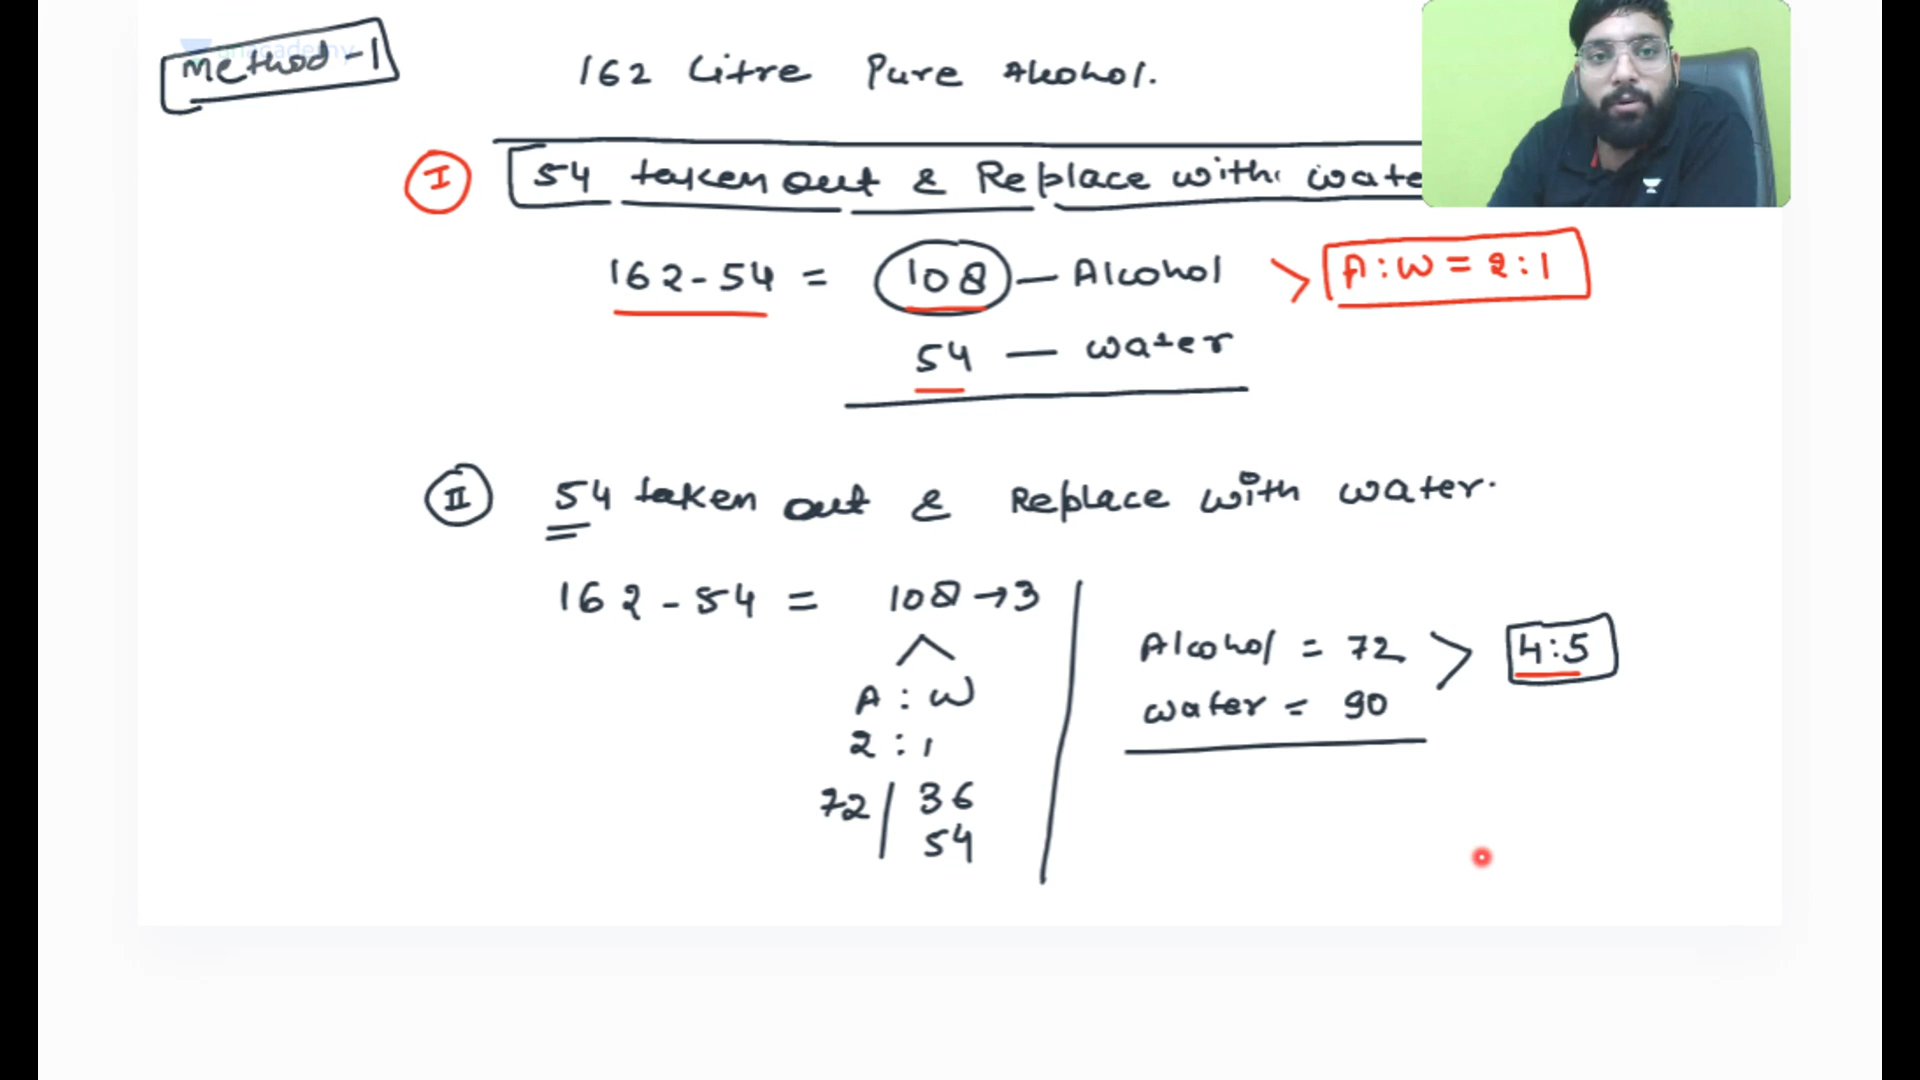 Method-1
162 Litre Pure Alcohol.
I 54 taken out & Replace with wate
162-54 = 108 — Alcohol > A:W = 2:1
54 — water
II 54 taken out & Replace with water.
162-54 = 108 → 3
A : W
2 : 1
72 | 36
54
Alcohol = 72 > 4:5
water = 90